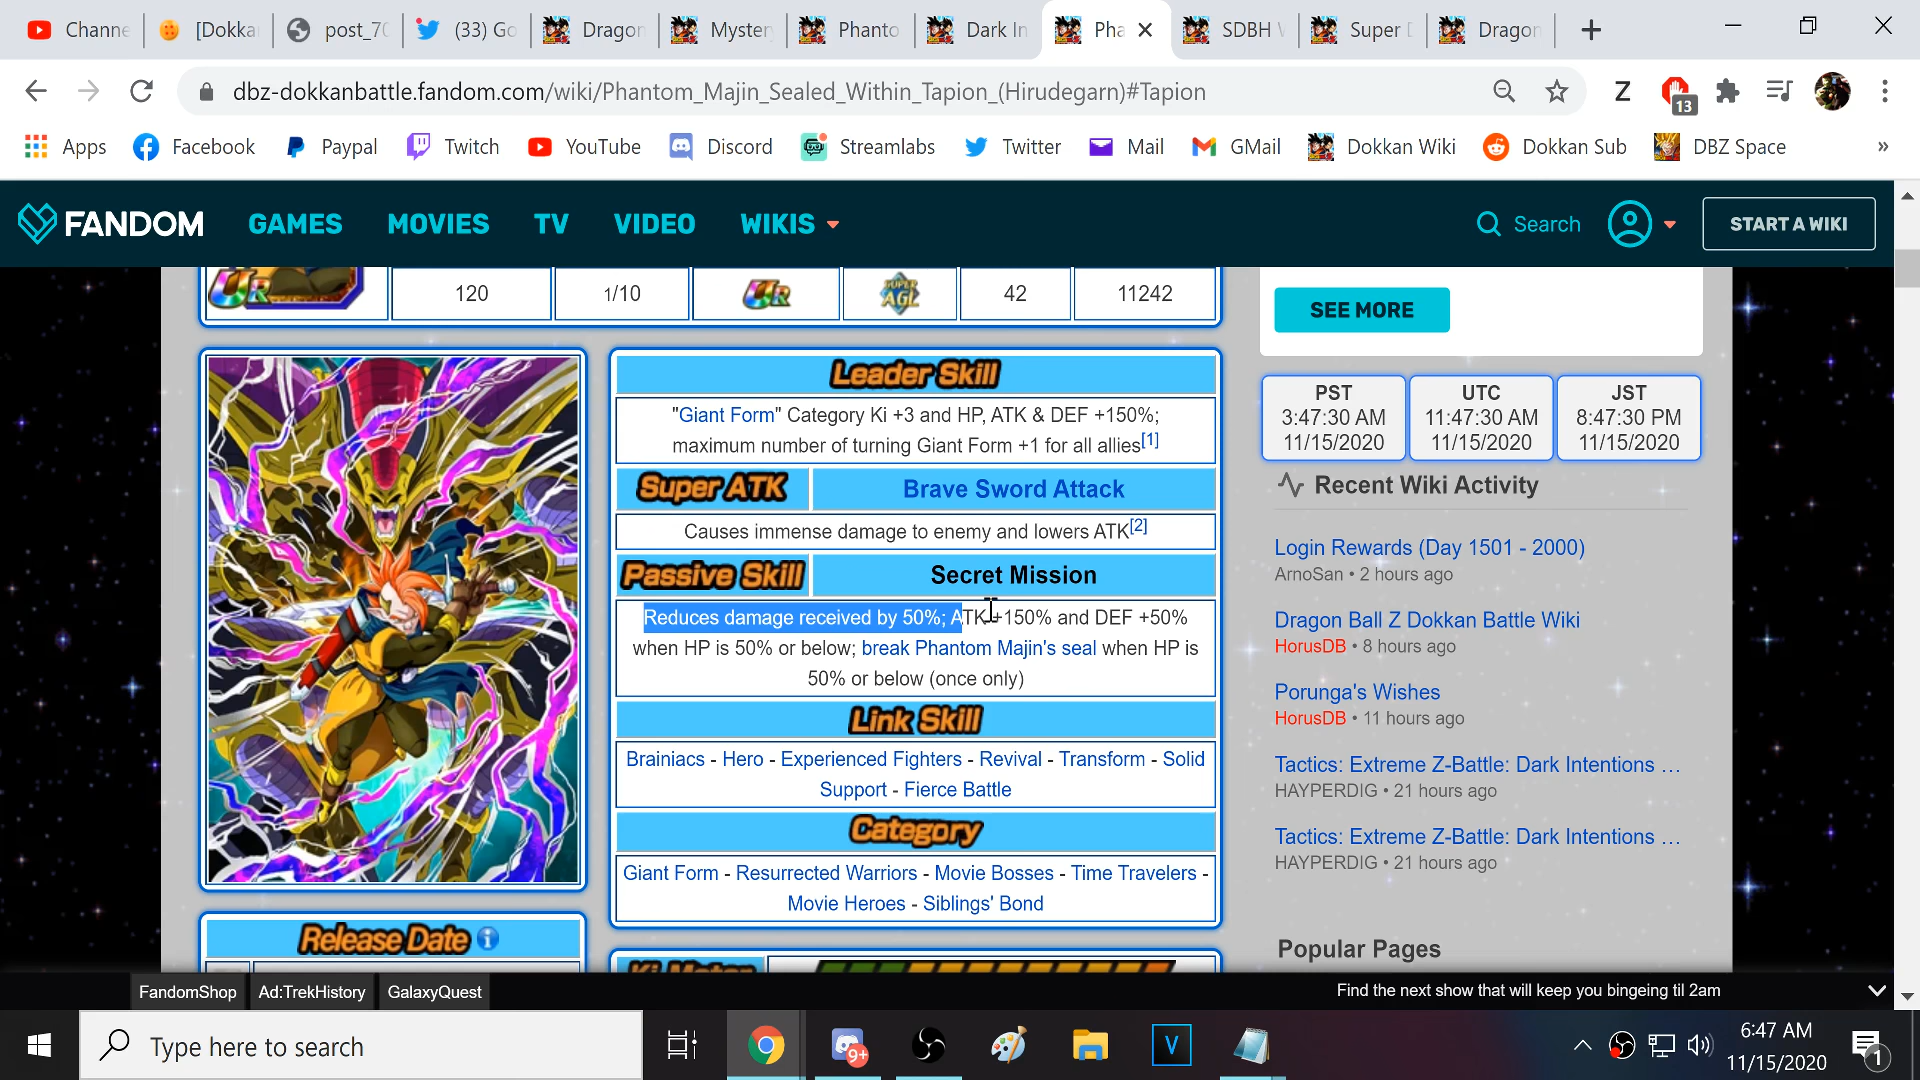 Channe
[Dokka
post_70
(33) Go
Dragon
Myster
Phanto
Dark In
Pha
SDBH
Super D
Dragon
dbz-dokkanbattle.fandom.com/wiki/Phantom_Majin_Sealed_Within_Tapion_(Hirudegarn)#Tapion
Z
13
Apps
Facebook
Paypal
Twitch
YouTube
Discord
Streamlabs
Twitter
Mail
GMail
Dokkan Wiki
Dokkan Sub
DBZ Space
»
FANDOM
GAMES
MOVIES
TV
VIDEO
WIKIS
Search
START A WIKI
UR
120
1/10
UR
SUPER AGL
42
11242
SEE MORE
Leader Skill
"Giant Form" Category Ki +3 and HP, ATK & DEF +150%;
maximum number of turning Giant Form +1 for all allies[1]
Super ATK
Brave Sword Attack
Causes immense damage to enemy and lowers ATK[2]
Passive Skill
Secret Mission
Reduces damage received by 50%; ATK +150% and DEF +50%
when HP is 50% or below; break Phantom Majin's seal when HP is
50% or below (once only)
Link Skill
Brainiacs - Hero - Experienced Fighters - Revival - Transform - Solid
Support - Fierce Battle
Category
Giant Form - Resurrected Warriors - Movie Bosses - Time Travelers -
Movie Heroes - Siblings' Bond
Release Date
Ki Meter
PST
3:47:30 AM
11/15/2020
UTC
11:47:30 AM
11/15/2020
JST
8:47:30 PM
11/15/2020
Recent Wiki Activity
Login Rewards (Day 1501 - 2000)
ArnoSan • 2 hours ago
Dragon Ball Z Dokkan Battle Wiki
HorusDB • 8 hours ago
Porunga's Wishes
HorusDB • 11 hours ago
Tactics: Extreme Z-Battle: Dark Intentions ...
HAYPERDIG • 21 hours ago
Tactics: Extreme Z-Battle: Dark Intentions ...
HAYPERDIG • 21 hours ago
Popular Pages
FandomShop
Ad:TrekHistory
GalaxyQuest
Find the next show that will keep you bingeing til 2am
Type here to search
9+
V
6:47 AM
11/15/2020
1